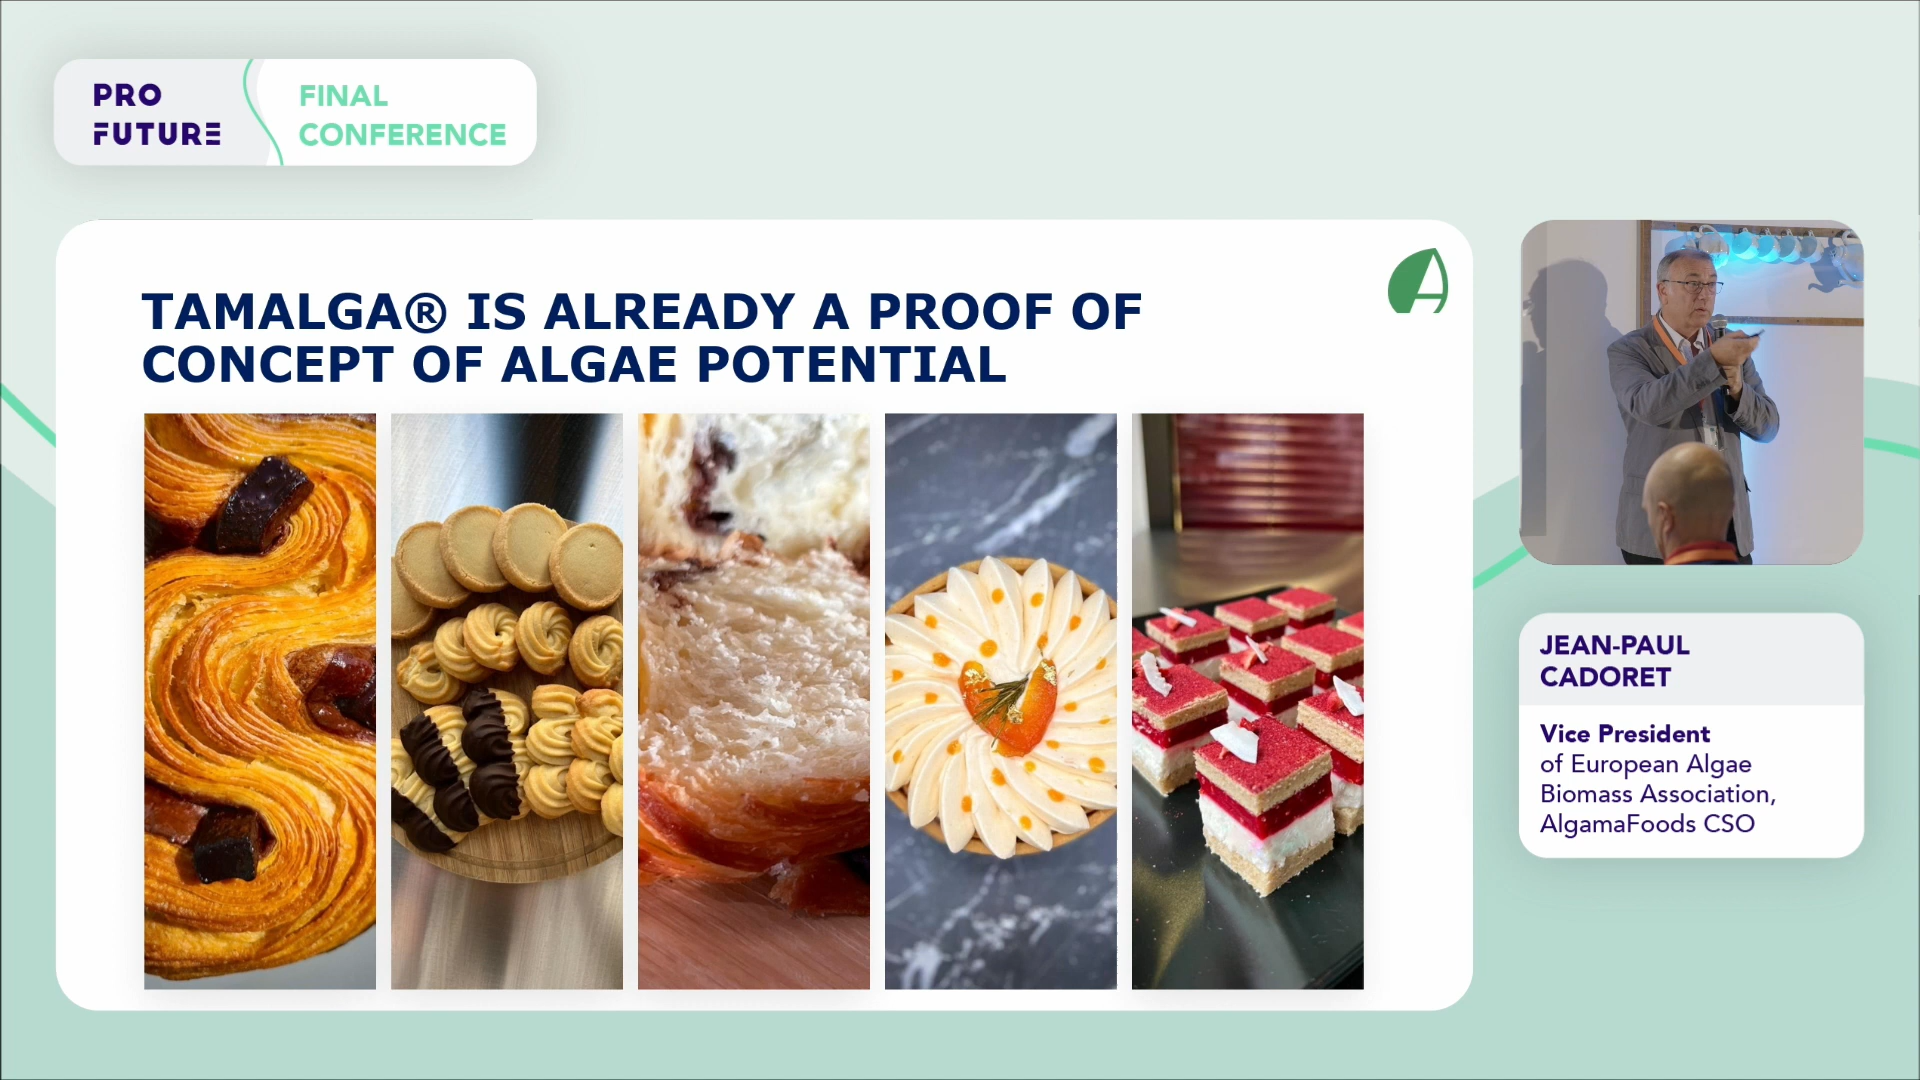 PRO
FUTURE
FINAL
CONFERENCE
TAMALGA® IS ALREADY A PROOF OF
CONCEPT OF ALGAE POTENTIAL
JEAN-PAUL
CADORET
Vice President
of European Algae
Biomass Association,
AlgamaFoods CSO